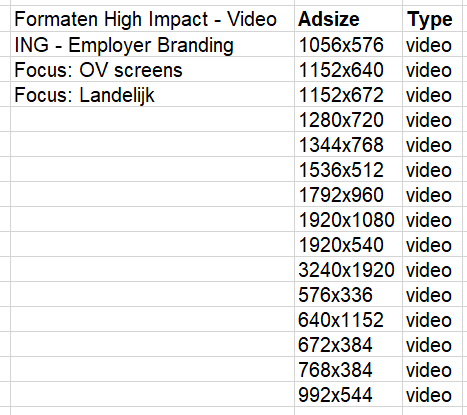 Formaten High Impact - Video Adsize Type
ING - Employer Branding 1056x576 video
Focus: OV screens 1152x640 video
Focus: Landelijk 1152x672 video
1280x720 video
1344x768 video
1536x512 video
1792x960 video
1920x1080 video
1920x540 video
3240x1920 video
576x336 video
640x1152 video
672x384 video
768x384 video
992x544 video